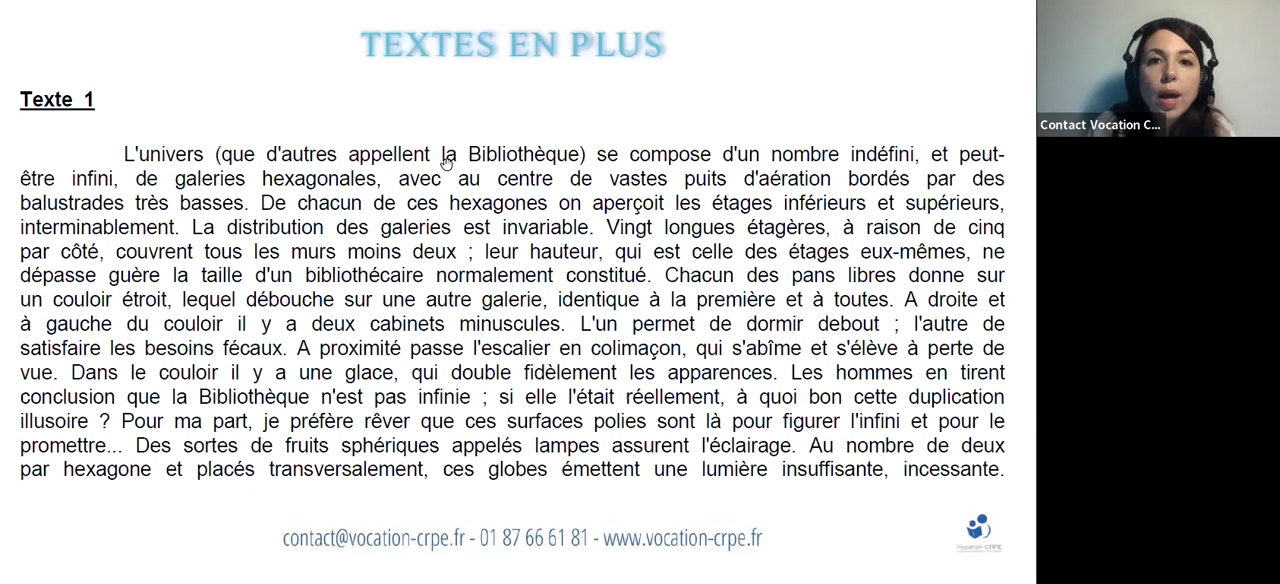 TEXTES EN PLUS
Texte 1
L'univers (que d'autres appellent la Bibliothèque) se compose d'un nombre indéfini, et peut-
être infini, de galeries hexagonales, avec au centre de vastes puits d'aération bordés par des
balustrades très basses. De chacun de ces hexagones on aperçoit les étages inférieurs et supérieurs,
interminablement. La distribution des galeries est invariable. Vingt longues étagères, à raison de cinq
par côté, couvrent tous les murs moins deux ; leur hauteur, qui est celle des étages eux-mêmes, ne
dépasse guère la taille d'un bibliothécaire normalement constitué. Chacun des pans libres donne sur
un couloir étroit, lequel débouche sur une autre galerie, identique à la première et à toutes. A droite et
à gauche du couloir il y a deux cabinets minuscules. L'un permet de dormir debout ; l'autre de
satisfaire les besoins fécaux. A proximité passe l'escalier en colimaçon, qui s'abîme et s'élève à perte de
vue. Dans le couloir il y a une glace, qui double fidèlement les apparences. Les hommes en tirent
conclusion que la Bibliothèque n'est pas infinie ; si elle l'était réellement, à quoi bon cette duplication
illusoire ? Pour ma part, je préfère rêver que ces surfaces polies sont là pour figurer l'infini et pour le
promettre... Des sortes de fruits sphériques appelés lampes assurent l'éclairage. Au nombre de deux
par hexagone et placés transversalement, ces globes émettent une lumière insuffisante, incessante.
contact@vocation-crpe.fr - 01 87 66 61 81 - www.vocation-crpe.fr
Vocation CRPE
Contact Vocation C...